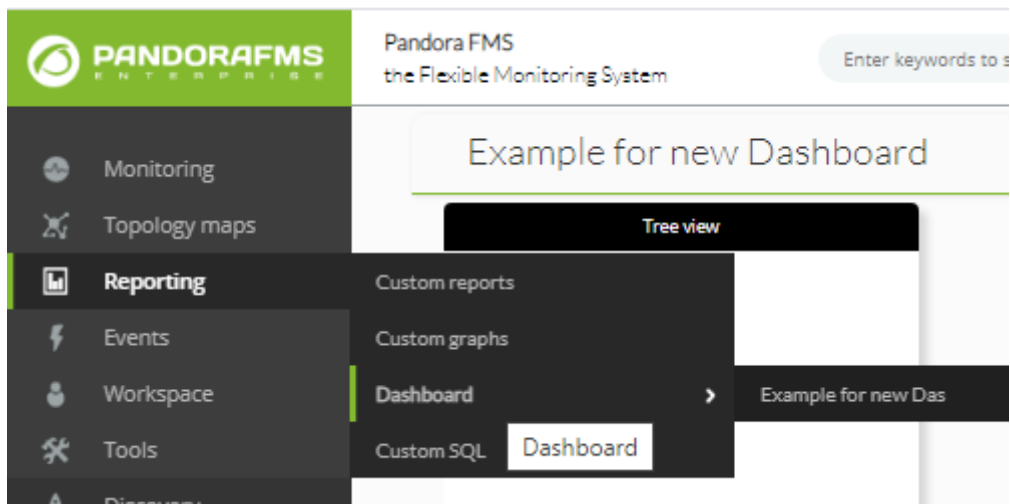 PANDORAFMS
ENTERPRISE
Pandora FMS
the Flexible Monitoring System
Enter keywords to s
Example for new Dashboard
Tree view
Monitoring
Topology maps
Reporting
Events
Workspace
Tools
Discovery
Custom reports
Custom graphs
Dashboard
Custom SQL
Dashboard
Example for new Das